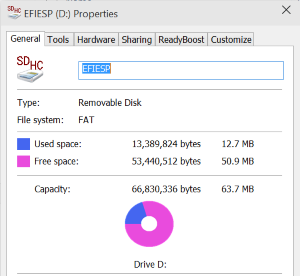 EFIESP (D:) Properties
General Tools Hardware Sharing ReadyBoost Customize
SD HC
EFIESP
Type: Removable Disk
File system: FAT
Used space: 13,389,824 bytes 12.7 MB
Free space: 53,440,512 bytes 50.9 MB
Capacity: 66,830,336 bytes 63.7 MB
Drive D: